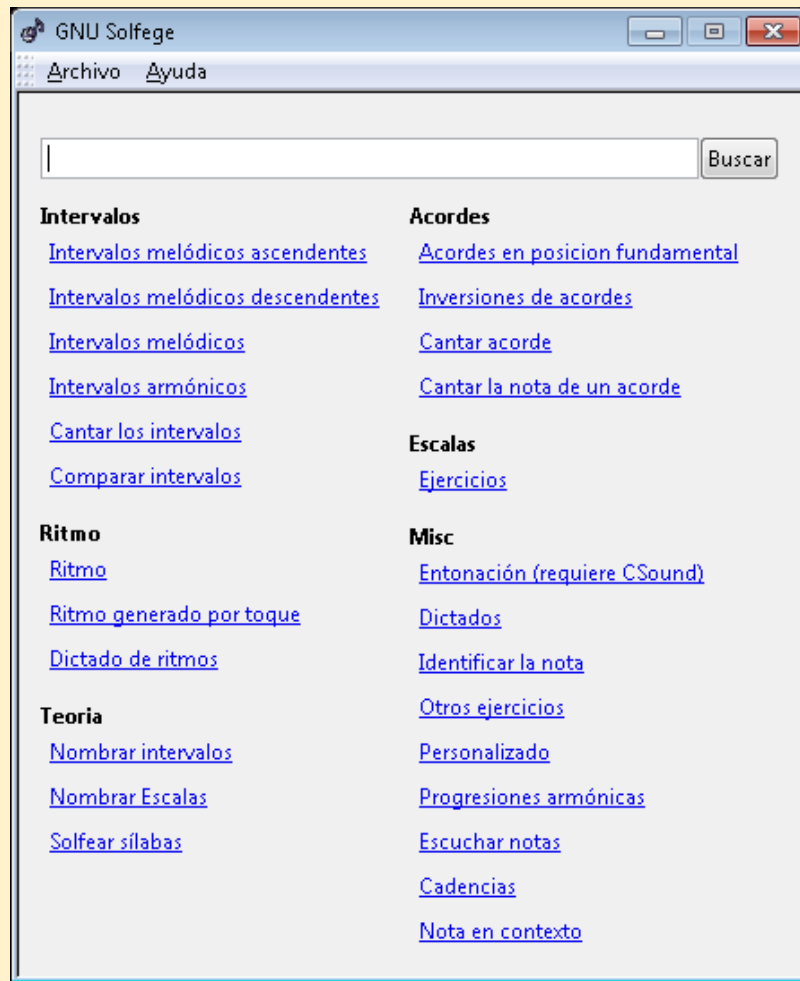 GNU Solfege
Archivo Ayuda
Buscar
Intervalos
Intervalos melódicos ascendentes
Intervalos melódicos descendentes
Intervalos melódicos
Intervalos armónicos
Cantar los intervalos
Comparar intervalos
Ritmo
Ritmo
Ritmo generado por toque
Dictado de ritmos
Teoria
Nombrar intervalos
Nombrar Escalas
Solfear sílabas
Acordes
Acordes en posicion fundamental
Inversiones de acordes
Cantar acorde
Cantar la nota de un acorde
Escalas
Ejercicios
Misc
Entonación (requiere CSound)
Dictados
Identificar la nota
Otros ejercicios
Personalizado
Progresiones armónicas
Escuchar notas
Cadencias
Nota en contexto